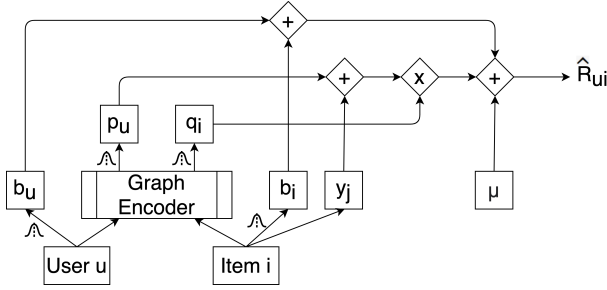 +
+
x
+
R̂ui
pu
qi
bu
Graph
Encoder
bi
yj
μ
User u
Item i